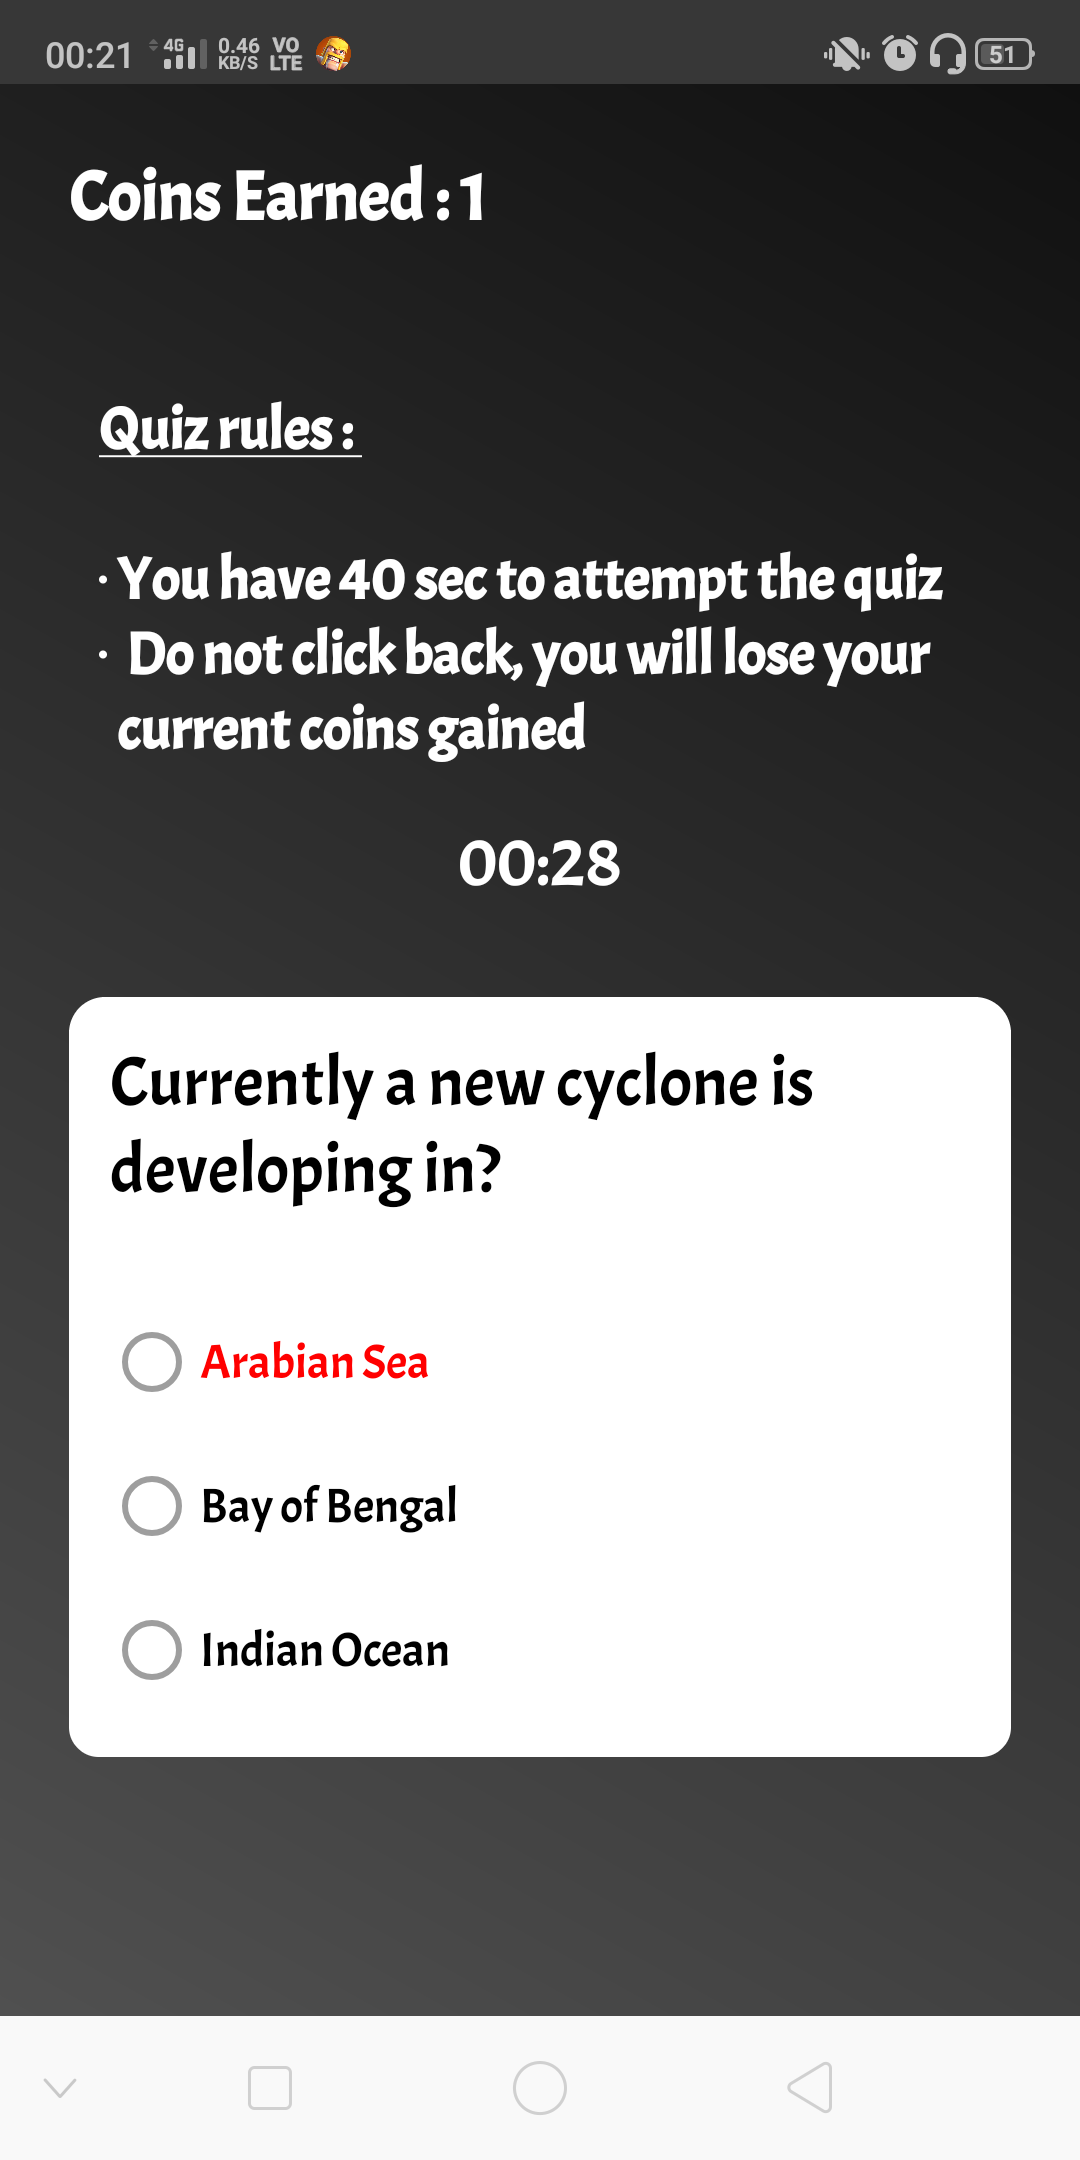 00:21 4G 0.46 KB/S VO LTE 51
Coins Earned : 1
Quiz rules :
· You have 40 sec to attempt the quiz
· Do not click back, you will lose your
current coins gained
00:28
Currently a new cyclone is
developing in?
Arabian Sea
Bay of Bengal
Indian Ocean